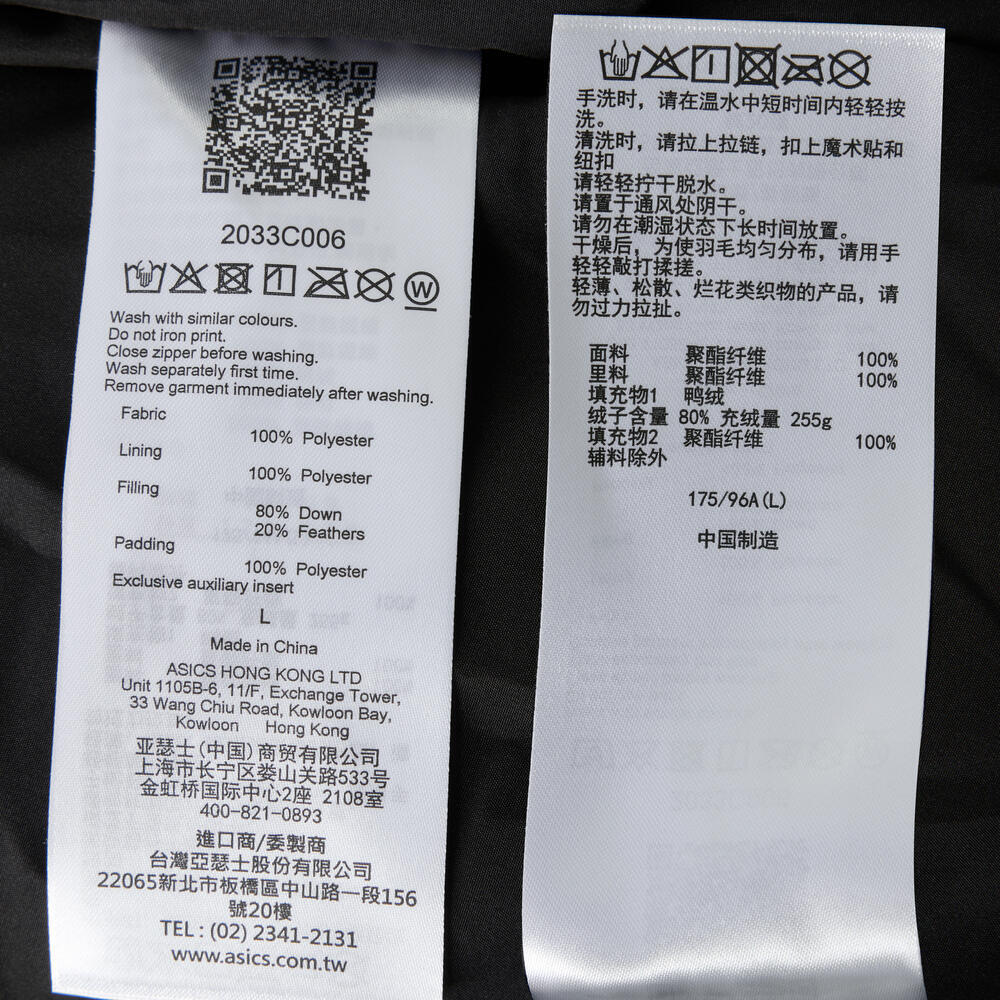 2033C006
W
Wash with similar colours.
Do not iron print.
Close zipper before washing.
Wash separately first time.
Remove garment immediately after washing.
Fabric
100% Polyester
Lining
100% Polyester
Filling
80% Down
20% Feathers
Padding
100% Polyester
Exclusive auxiliary insert
L
Made in China
ASICS HONG KONG LTD
Unit 1105B-6, 11/F, Exchange Tower,
33 Wang Chiu Road, Kowloon Bay,
Kowloon Hong Kong
亚瑟士(中国)商贸有限公司
上海市长宁区娄山关路533号
金虹桥国际中心2座 2108室
400-821-0893
進口商/委製商
台灣亞瑟士股份有限公司
22065新北市板橋區中山路一段156
號20樓
TEL : (02) 2341-2131
www.asics.com.tw
手洗时，请在温水中短时间内轻轻按
洗。
清洗时，请拉上拉链，扣上魔术贴和
纽扣
请轻轻拧干脱水。
请置于通风处阴干。
请勿在潮湿状态下长时间放置。
干燥后，为使羽毛均匀分布，请用手
轻轻敲打揉搓。
轻薄、松散、烂花类织物的产品，请
勿过力拉扯。
面料 聚酯纤维 100%
里料 聚酯纤维 100%
填充物1 鸭绒
绒子含量 80% 充绒量 255g
填充物2 聚酯纤维 100%
辅料除外
175/96A(L)
中国制造